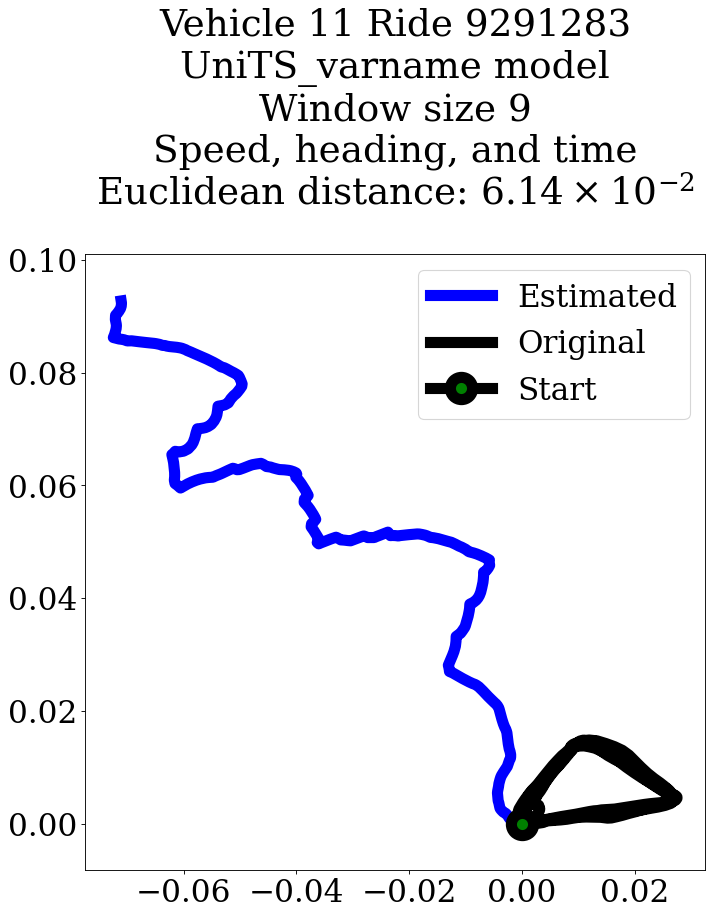 Vehicle 11 Ride 9291283
UniTS_varname model
Window size 9
Speed, heading, and time
Euclidean distance: 6.14 × 10⁻²
0.10
0.08
0.06
0.04
0.02
0.00
Estimated
Original
Start
−0.06 −0.04 −0.02 0.00 0.02